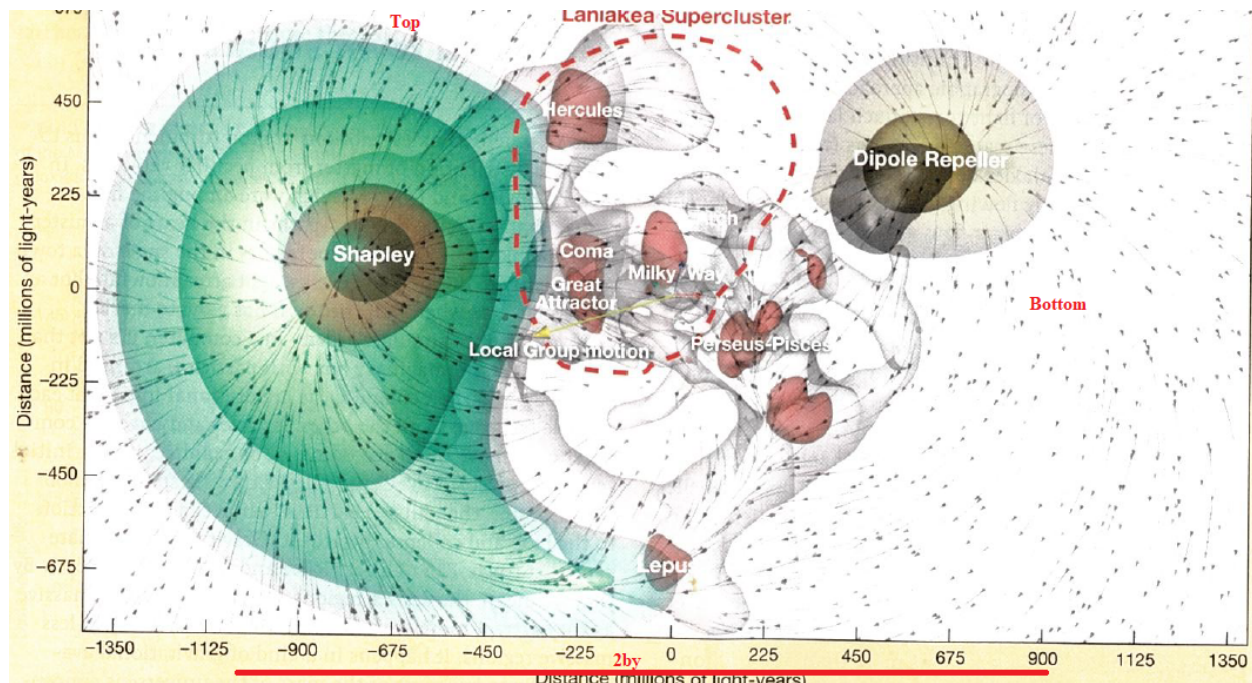 Top
Laniakea Supercluster
Hercules
Dipole Repeller
Shapley
Coma
Milky Way
Great
Attractor
Local Group motion
Perseus-Pisces
Bottom
Lepus
450
225
0
−225
−450
−675
Distance (millions of light-years)
−1350 −1125 −900 −675 −450 −225 0 225 450 675 900 1125 1350
2by
Distance (millions of light-years)